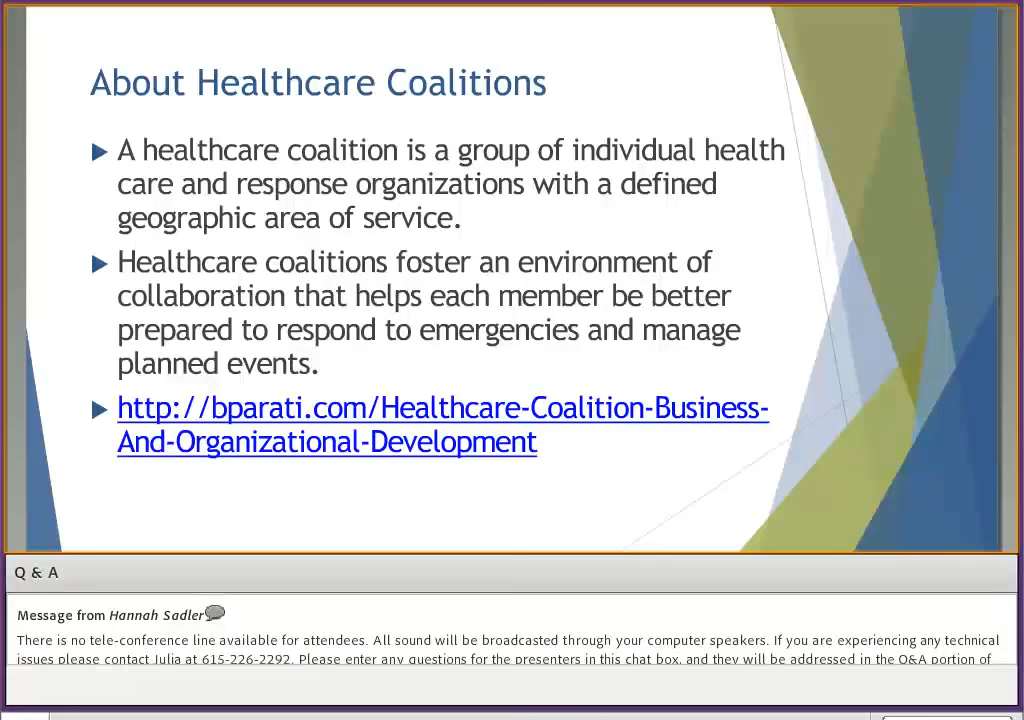 About Healthcare Coalitions
A healthcare coalition is a group of individual health
care and response organizations with a defined
geographic area of service.
Healthcare coalitions foster an environment of
collaboration that helps each member be better
prepared to respond to emergencies and manage
planned events.
http://bparati.com/Healthcare-Coalition-Business-
And-Organizational-Development
Q & A
Message from Hannah Sadler
There is no tele-conference line available for attendees. All sound will be broadcasted through your computer speakers. If you are experiencing any technical
issues please contact Julia at 615-226-2292. Please enter any questions for the presenters in this chat box, and they will be addressed in the Q&A portion of